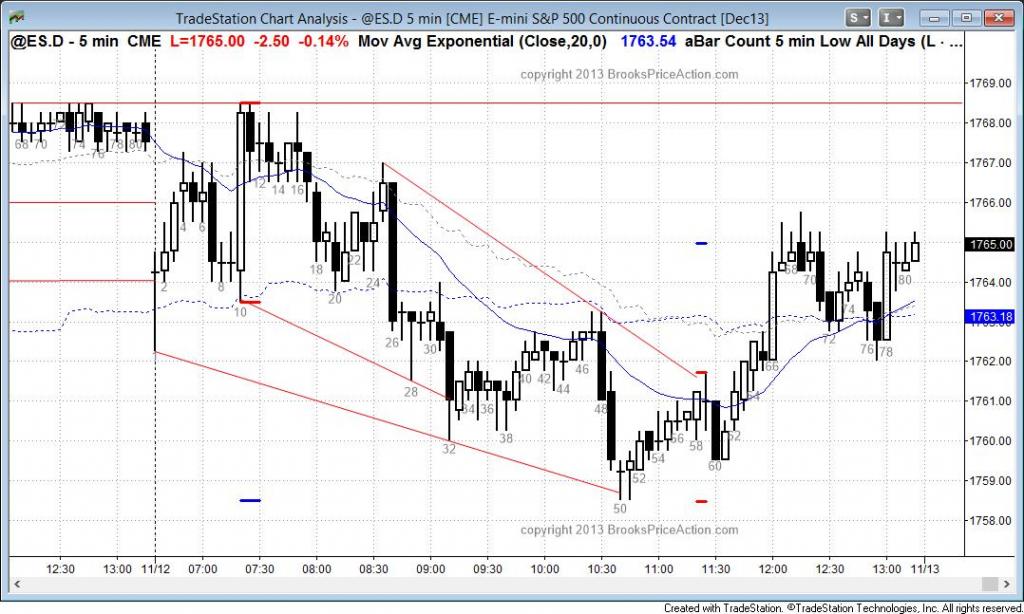 TradeStation Chart Analysis - @ES.D 5 min [CME] E-mini S&P 500 Continuous Contract [Dec13]
S
I
@ES.D - 5 min CME L=1765.00 -2.50 -0.14% Mov Avg Exponential (Close,20,0) 1763.54 aBar Count 5 min Low All Days (L - ...
copyright 2013 BrooksPriceAction.com
1769.00
1768.00
1767.00
1766.00
1765.00
1764.00
1763.18
1762.00
1761.00
1760.00
1759.00
1758.00
68 70 74 76 78 80
2 4 6 8 10 12 14 16 18 20 22 24 26 28 30 32 34 36 38 40 42 44 46 48 50 52 54 56 58 60 62 64 66 68 70 72 74 76 78 80
copyright 2013 BrooksPriceAction.com
12:30 13:00 11/12 07:00 07:30 08:00 08:30 09:00 09:30 10:00 10:30 11:00 11:30 12:00 12:30 13:00 11/13
Created with TradeStation. ©TradeStation Technologies, Inc. All rights reserved.